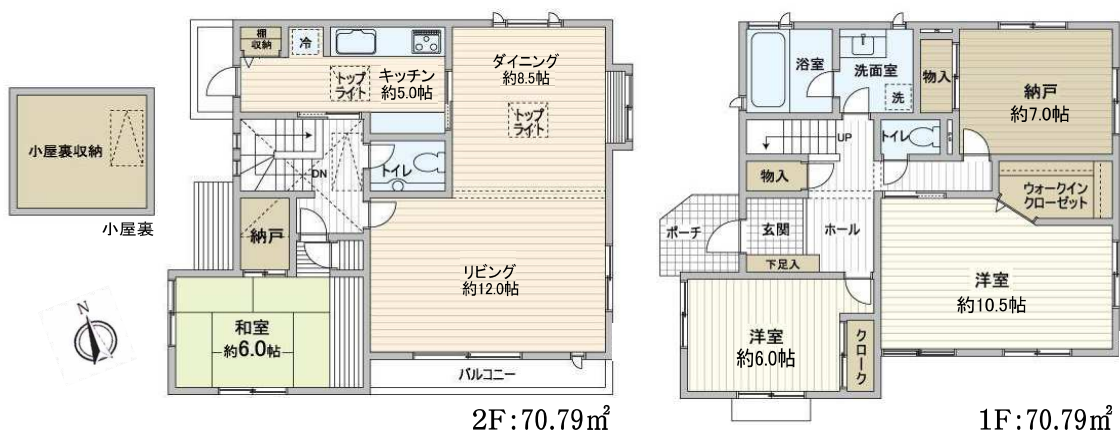 小屋裏収納
小屋裏
N
棚
収納
冷
キッチン
約5.0帖
トップ
ライト
ダイニング
約8.5帖
トップ
ライト
DN
トイレ
納戸
リビング
約12.0帖
和室
約6.0帖
バルコニー
2F:70.79㎡
浴室
洗面室
洗
物入
納戸
約7.0帖
UP
トイレ
物入
ウォークイン
クローゼット
ポーチ
玄関
ホール
下足入
洋室
約10.5帖
洋室
約6.0帖
クローク
1F:70.79㎡